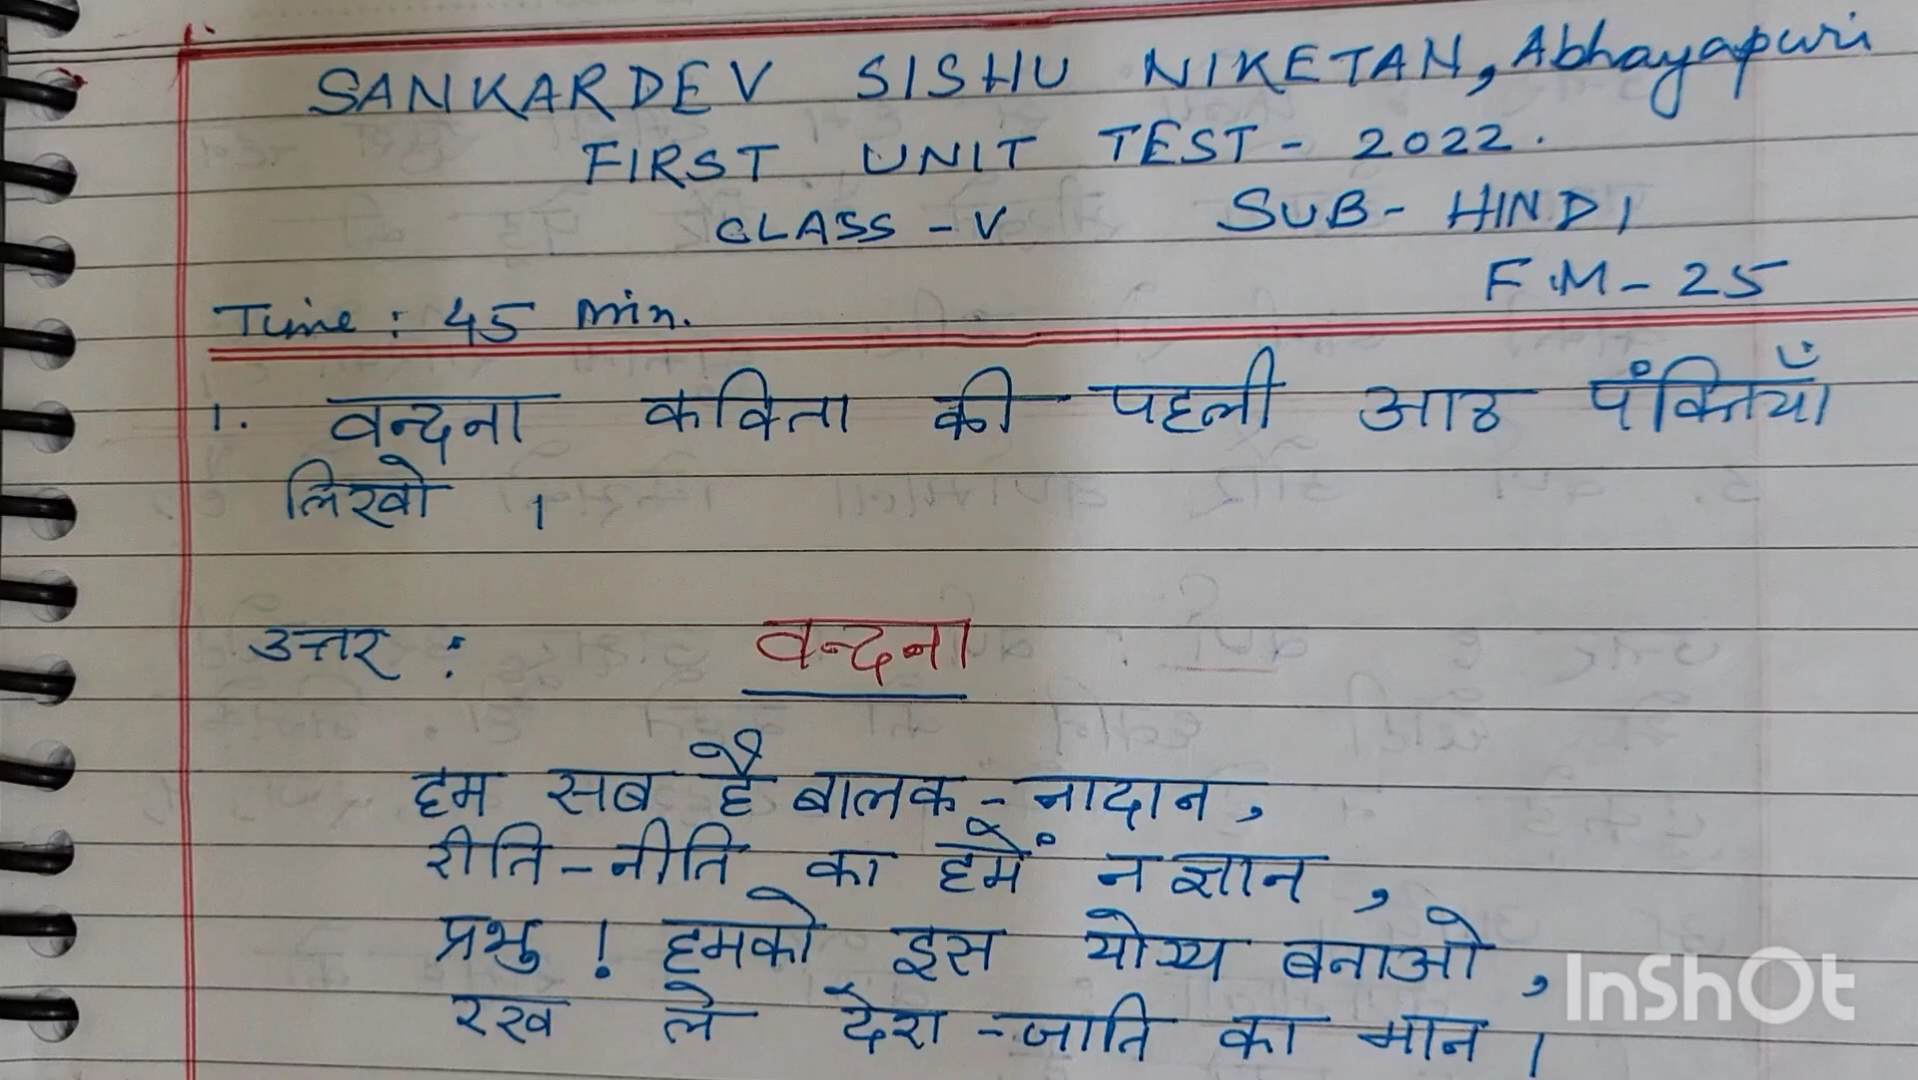 SANKARDEV SISHU NIKETAN, Abhayapuri
FIRST UNIT TEST - 2022.
CLASS - V SUB - HINDI
F.M - 25
Time : 45 min.
1. वन्दना कविता की पहली आठ पंक्तियाँ
लिखो ।
उत्तर : वन्दना
हम सब है बालक - नादान,
रीति - नीति का हमें न ज्ञान,
प्रभु ! हमको इस योग्य बनाओ,
रख ले देश - जाति का मान ।
InShOt